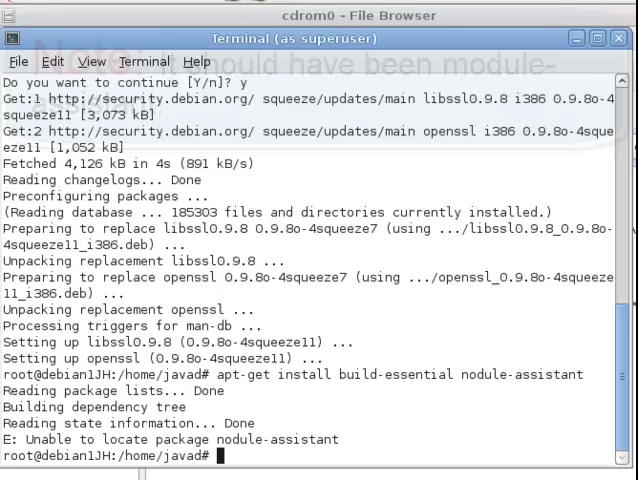 cdrom0 - File Browser
Terminal (as superuser)
File Edit View Terminal Help
Note: It should have been module-
assistant
Do you want to continue [Y/n]? y
Get:1 http://security.debian.org/ squeeze/updates/main libssl0.9.8 i386 0.9.8o-4
squeeze11 [3,073 kB]
Get:2 http://security.debian.org/ squeeze/updates/main openssl i386 0.9.8o-4sque
eze11 [1,052 kB]
Fetched 4,126 kB in 4s (891 kB/s)
Reading changelogs... Done
Preconfiguring packages ...
(Reading database ... 185303 files and directories currently installed.)
Preparing to replace libssl0.9.8 0.9.8o-4squeeze7 (using .../libssl0.9.8_0.9.8o-
4squeeze11_i386.deb) ...
Unpacking replacement libssl0.9.8 ...
Preparing to replace openssl 0.9.8o-4squeeze7 (using .../openssl_0.9.8o-4squeeze
11_i386.deb) ...
Unpacking replacement openssl ...
Processing triggers for man-db ...
Setting up libssl0.9.8 (0.9.8o-4squeeze11) ...
Setting up openssl (0.9.8o-4squeeze11) ...
root@debian1JH:/home/javad# apt-get install build-essential nodule-assistant
Reading package lists... Done
Building dependency tree
Reading state information... Done
E: Unable to locate package nodule-assistant
root@debian1JH:/home/javad#